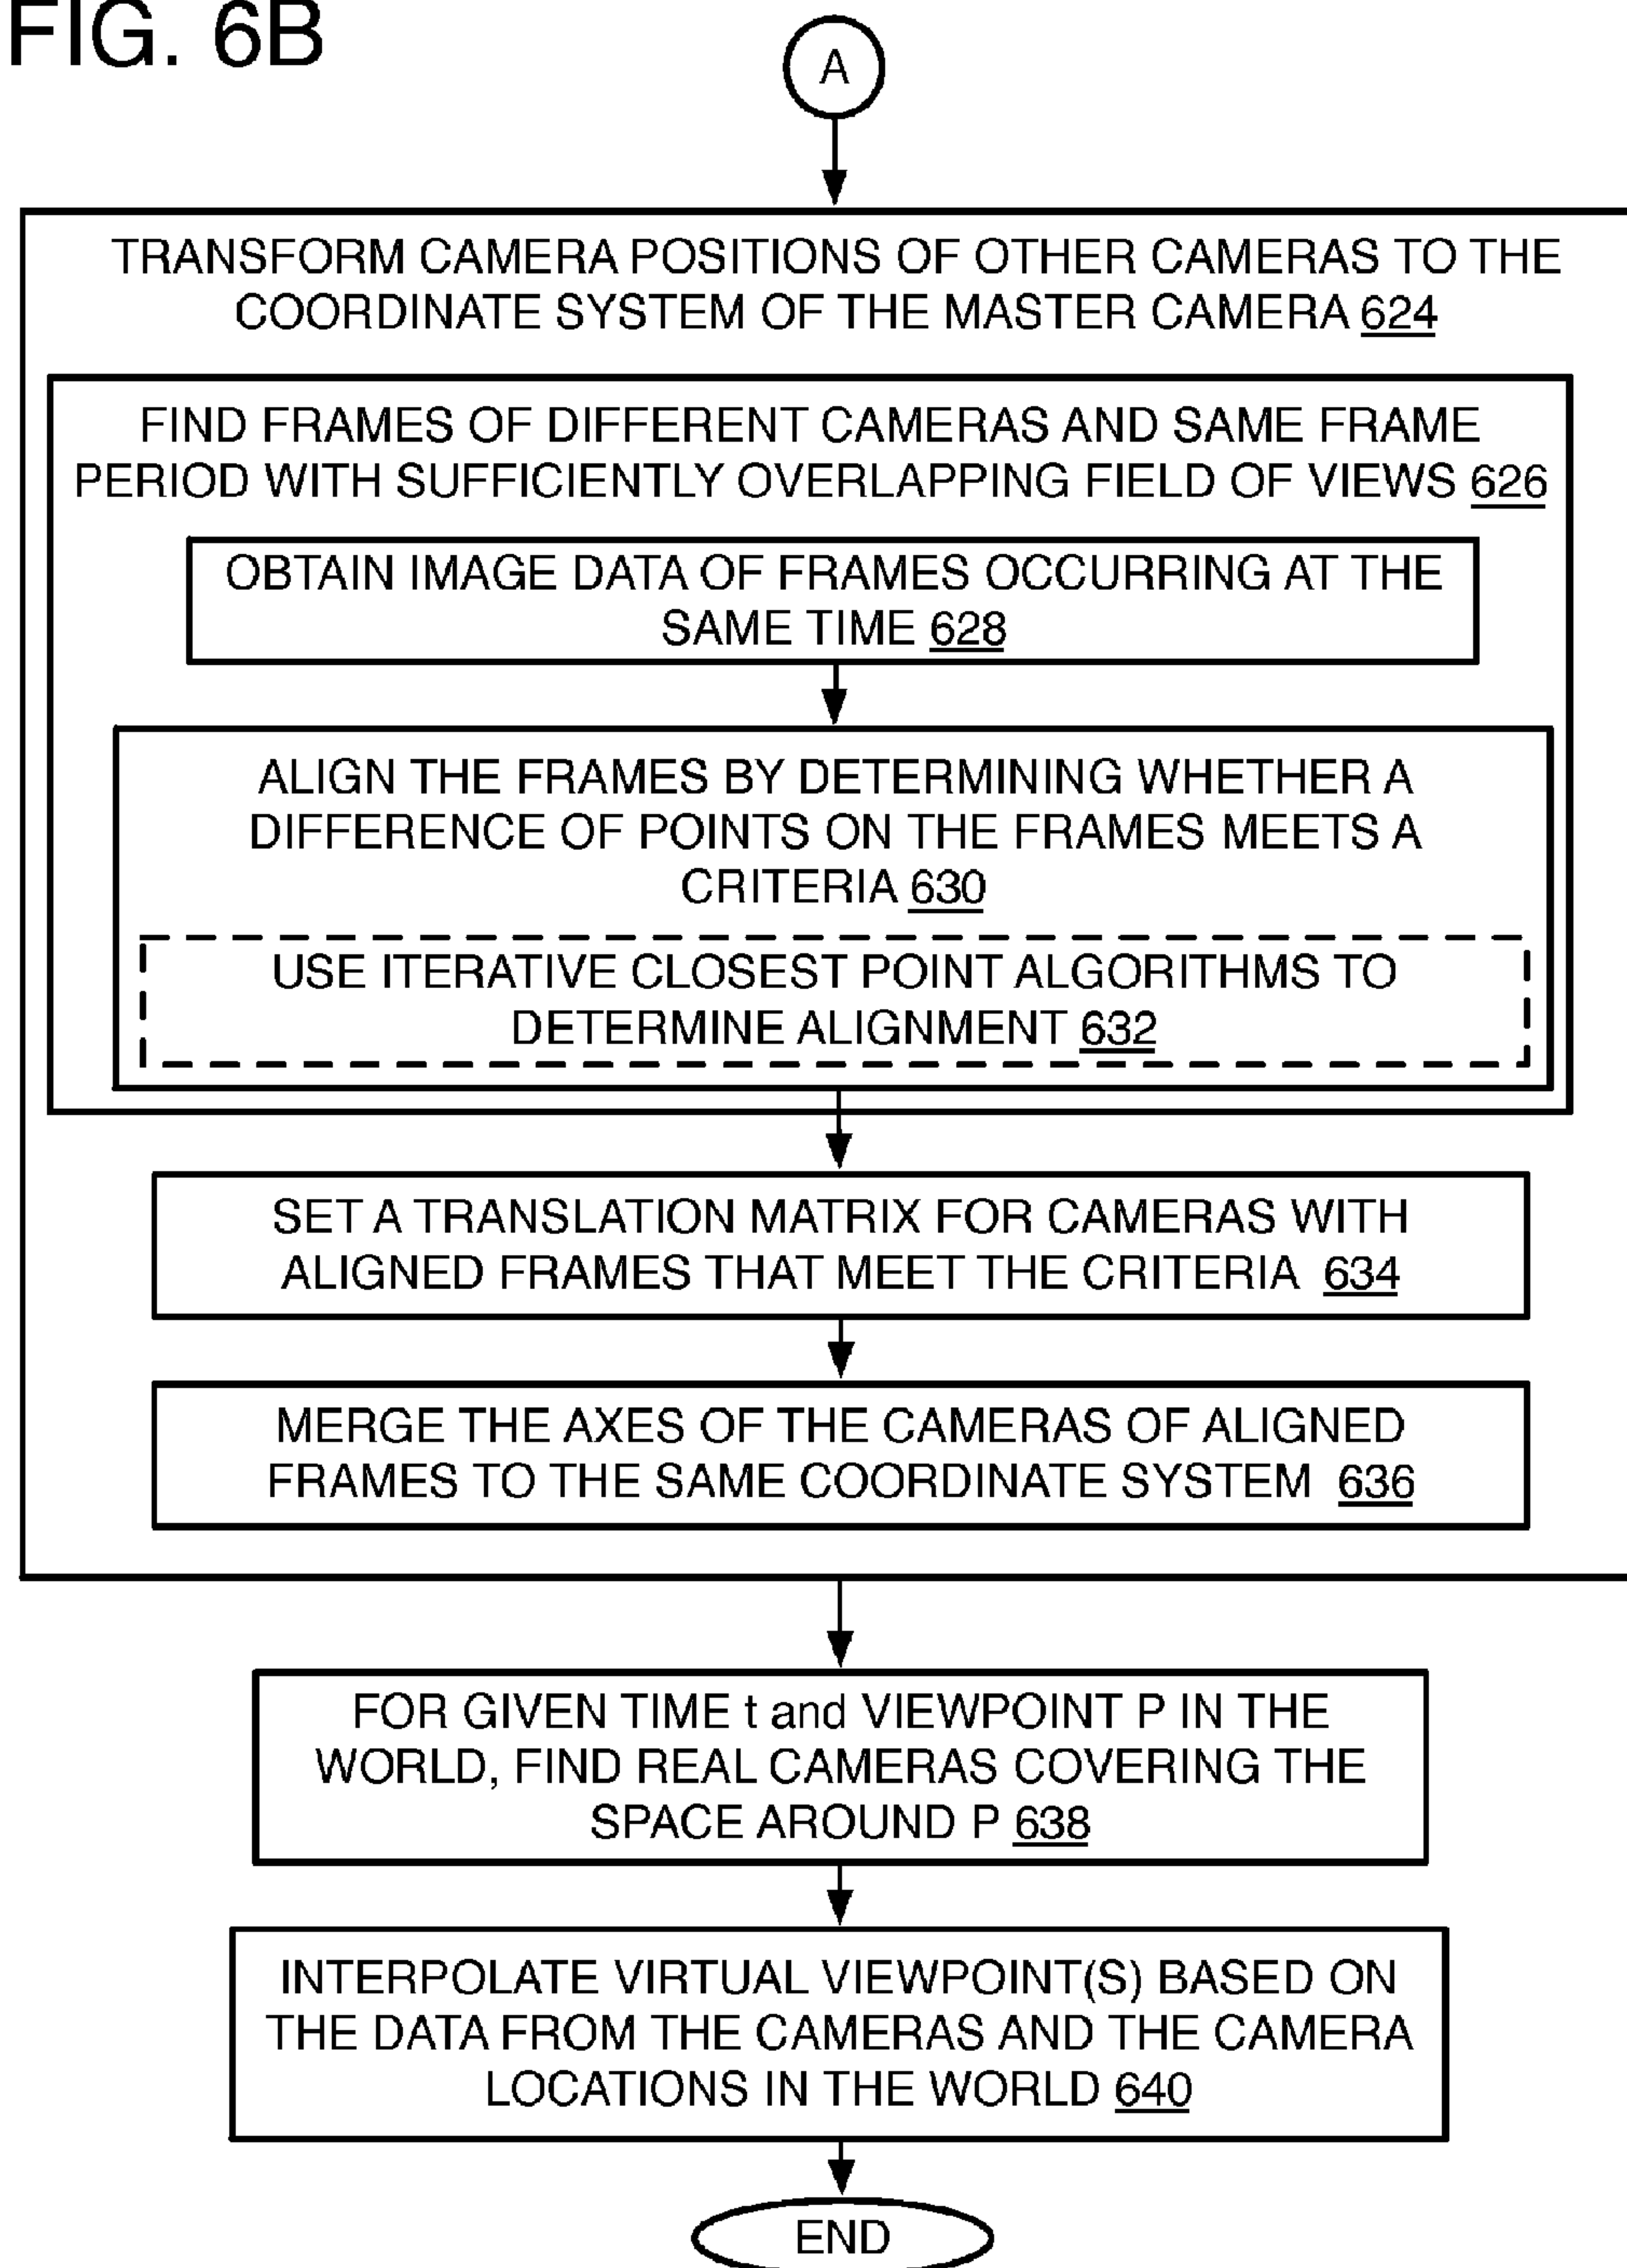 FIG. 6B
A
TRANSFORM CAMERA POSITIONS OF OTHER CAMERAS TO THE
COORDINATE SYSTEM OF THE MASTER CAMERA 624
FIND FRAMES OF DIFFERENT CAMERAS AND SAME FRAME
PERIOD WITH SUFFICIENTLY OVERLAPPING FIELD OF VIEWS 626
OBTAIN IMAGE DATA OF FRAMES OCCURRING AT THE
SAME TIME 628
ALIGN THE FRAMES BY DETERMINING WHETHER A
DIFFERENCE OF POINTS ON THE FRAMES MEETS A
CRITERIA 630
USE ITERATIVE CLOSEST POINT ALGORITHMS TO
DETERMINE ALIGNMENT 632
SET A TRANSLATION MATRIX FOR CAMERAS WITH
ALIGNED FRAMES THAT MEET THE CRITERIA 634
MERGE THE AXES OF THE CAMERAS OF ALIGNED
FRAMES TO THE SAME COORDINATE SYSTEM 636
FOR GIVEN TIME t and VIEWPOINT P IN THE
WORLD, FIND REAL CAMERAS COVERING THE
SPACE AROUND P 638
INTERPOLATE VIRTUAL VIEWPOINT(S) BASED ON
THE DATA FROM THE CAMERAS AND THE CAMERA
LOCATIONS IN THE WORLD 640
END